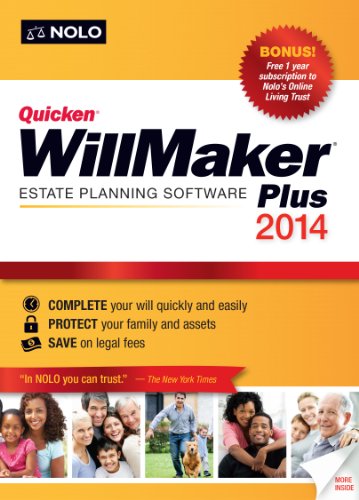 NOLO
BONUS!
Free 1 year
subscription to
Nolo's Online
Living Trust
Quicken®
WillMaker®
ESTATE PLANNING SOFTWARE Plus
2014
COMPLETE your will quickly and easily
PROTECT your family and assets
SAVE on legal fees
"In NOLO you can trust." — The New York Times
MORE
INSIDE